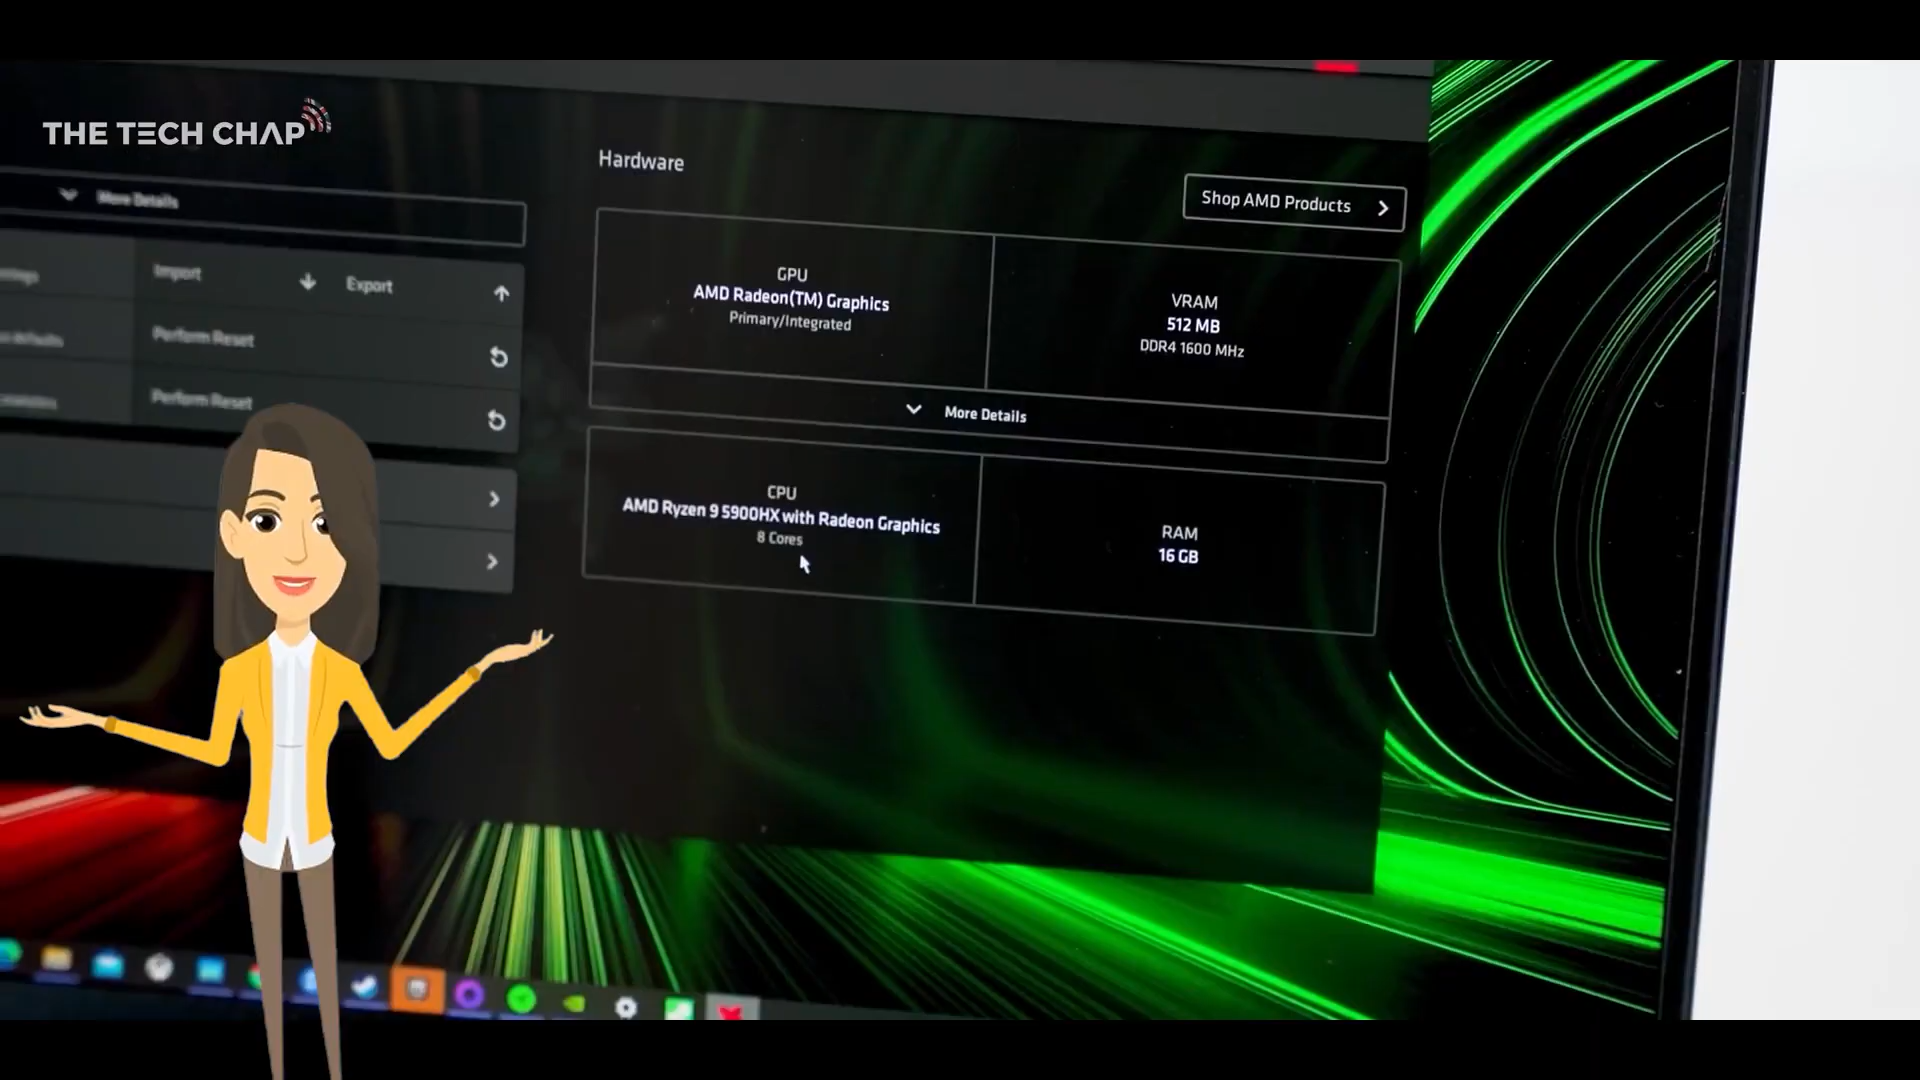 THE TECH CHAP
More Details
Import
Export
Perform Reset
Perform Reset
Hardware
Shop AMD Products
GPU
AMD Radeon(TM) Graphics
Primary/Integrated
VRAM
512 MB
DDR4 1600 MHz
More Details
CPU
AMD Ryzen 9 5900HX with Radeon Graphics
8 Cores
RAM
16 GB